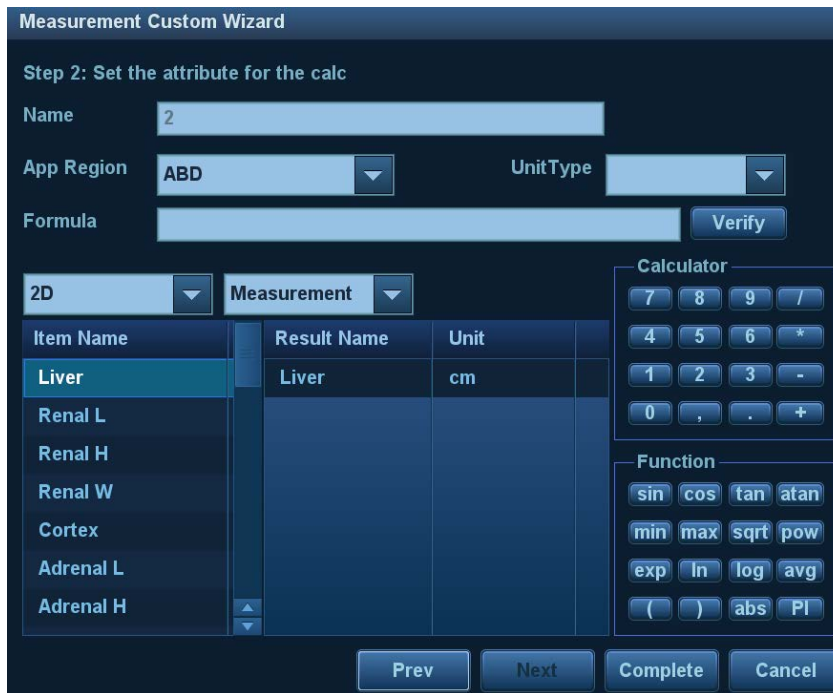 Measurement Custom Wizard
Step 2: Set the attribute for the calc
Name 2
App Region ABD UnitType
Formula Verify
2D Measurement
Item Name Result Name Unit
Liver Liver cm
Renal L
Renal H
Renal W
Cortex
Adrenal L
Adrenal H
Calculator
7 8 9 /
4 5 6 *
1 2 3 -
0 , . +
Function
sin cos tan atan
min max sqrt pow
exp ln log avg
( ) abs PI
Prev Next Complete Cancel